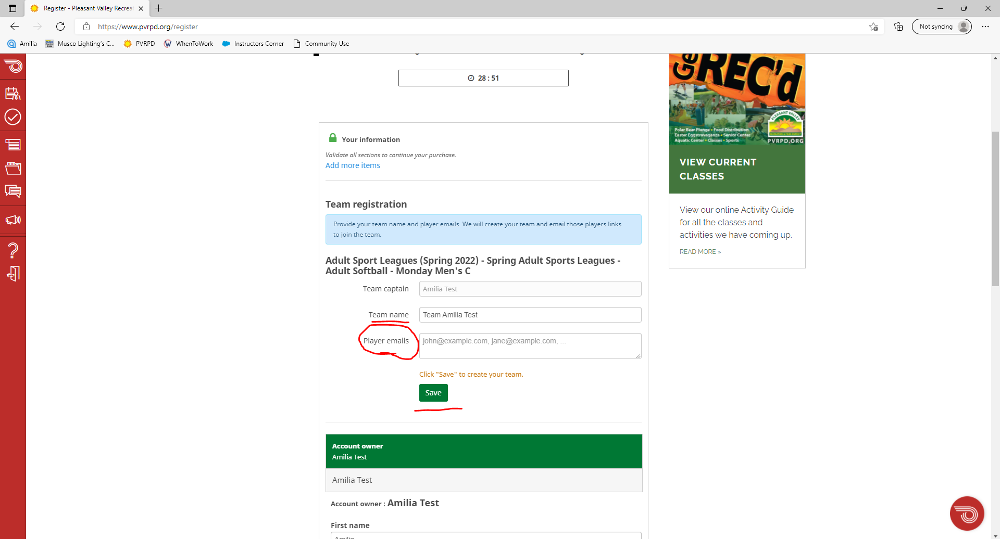 Register - Pleasant Valley Recrea
https://www.pvrpd.org/register
Not syncing
Amilia
Musco Lighting's C...
PVRPD
WhenToWork
Instructors Corner
Community Use
28 : 51
Your information
Validate all sections to continue your purchase.
Add more items
Team registration
Provide your team name and player emails. We will create your team and email those players links
to join the team.
Adult Sport Leagues (Spring 2022) - Spring Adult Sports Leagues -
Adult Softball - Monday Men's C
Team captain
Amilia Test
Team name
Team Amilia Test
Player emails
john@example.com, jane@example.com, ...
Click "Save" to create your team.
Save
Account owner
Amilia Test
Amilia Test
Account owner : Amilia Test
First name
Amilia
Ge REC'd
PLEASANT VALLEY
RECREATION & PARK DISTRICT
Polar Bear Plunge • Food Distribution
Easter Eggstravaganza • Senior Center
Aquatic Center • Classes • Sports
PVRPD.ORG
VIEW CURRENT
CLASSES
View our online Activity Guide
for all the classes and
activities we have coming up.
READ MORE »